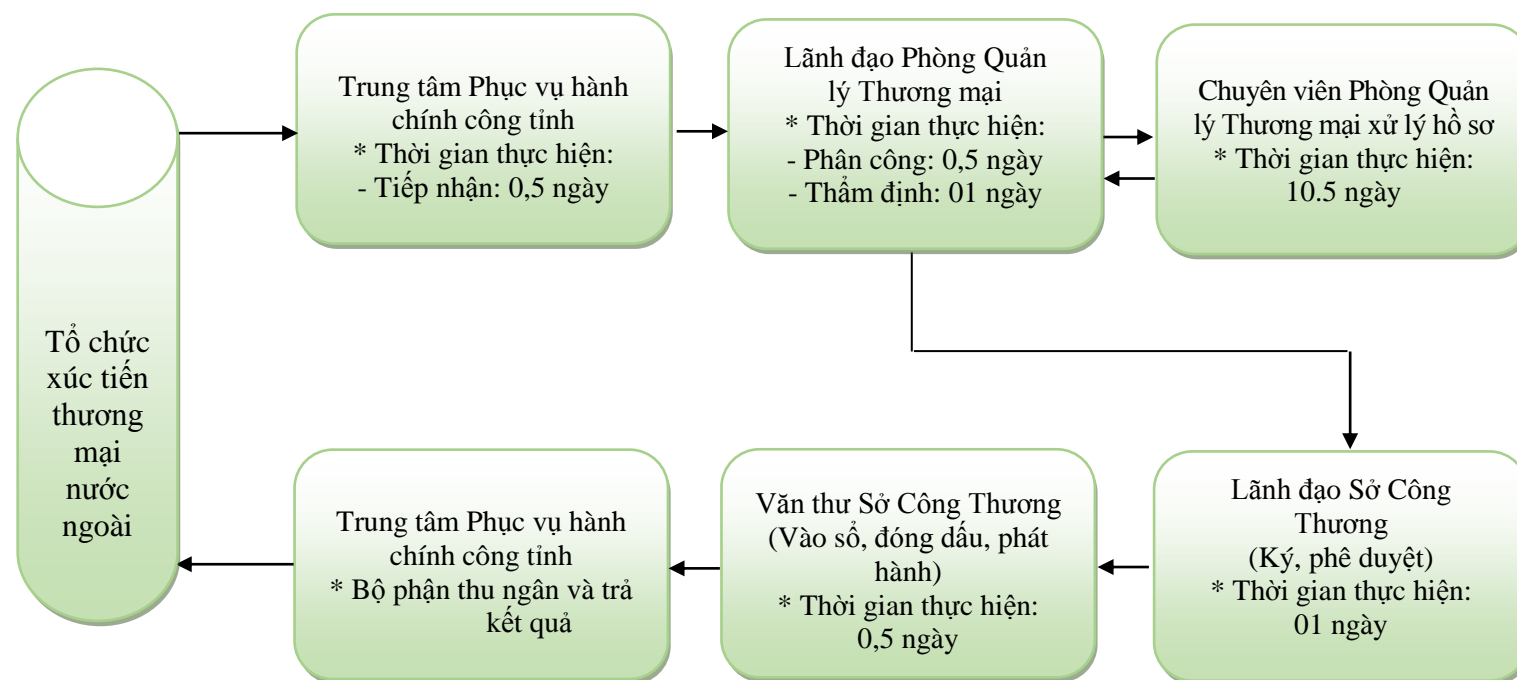 Tổ chức
xúc tiến
thương
mại
nước
ngoài
Trung tâm Phục vụ hành
chính công tỉnh
* Thời gian thực hiện:
- Tiếp nhận: 0,5 ngày
Lãnh đạo Phòng Quản
lý Thương mại
* Thời gian thực hiện:
- Phân công: 0,5 ngày
- Thẩm định: 01 ngày
Chuyên viên Phòng Quản
lý Thương mại xử lý hồ sơ
* Thời gian thực hiện:
10.5 ngày
Lãnh đạo Sở Công
Thương
(Ký, phê duyệt)
* Thời gian thực hiện:
01 ngày
Văn thư Sở Công Thương
(Vào sổ, đóng dấu, phát
hành)
* Thời gian thực hiện:
0,5 ngày
Trung tâm Phục vụ hành
chính công tỉnh
* Bộ phận thu ngân và trả
kết quả